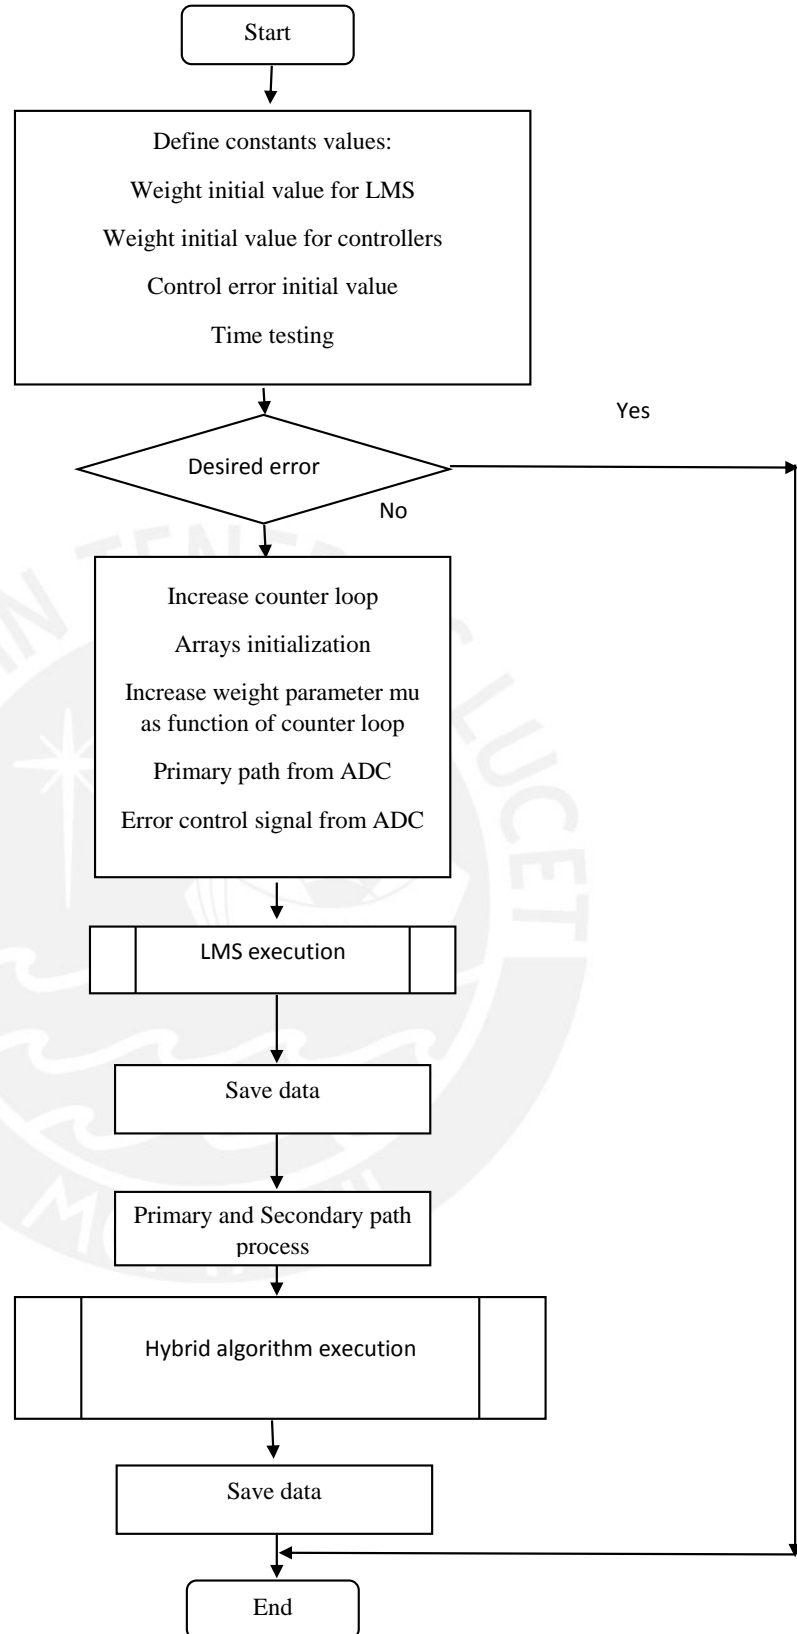 Start
Define constants values:
Weight initial value for LMS
Weight initial value for controllers
Control error initial value
Time testing
Yes
Desired error
No
Increase counter loop
Arrays initialization
Increase weight parameter mu
as function of counter loop
Primary path from ADC
Error control signal from ADC
LMS execution
Save data
Primary and Secondary path
process
Hybrid algorithm execution
Save data
End
LUCET